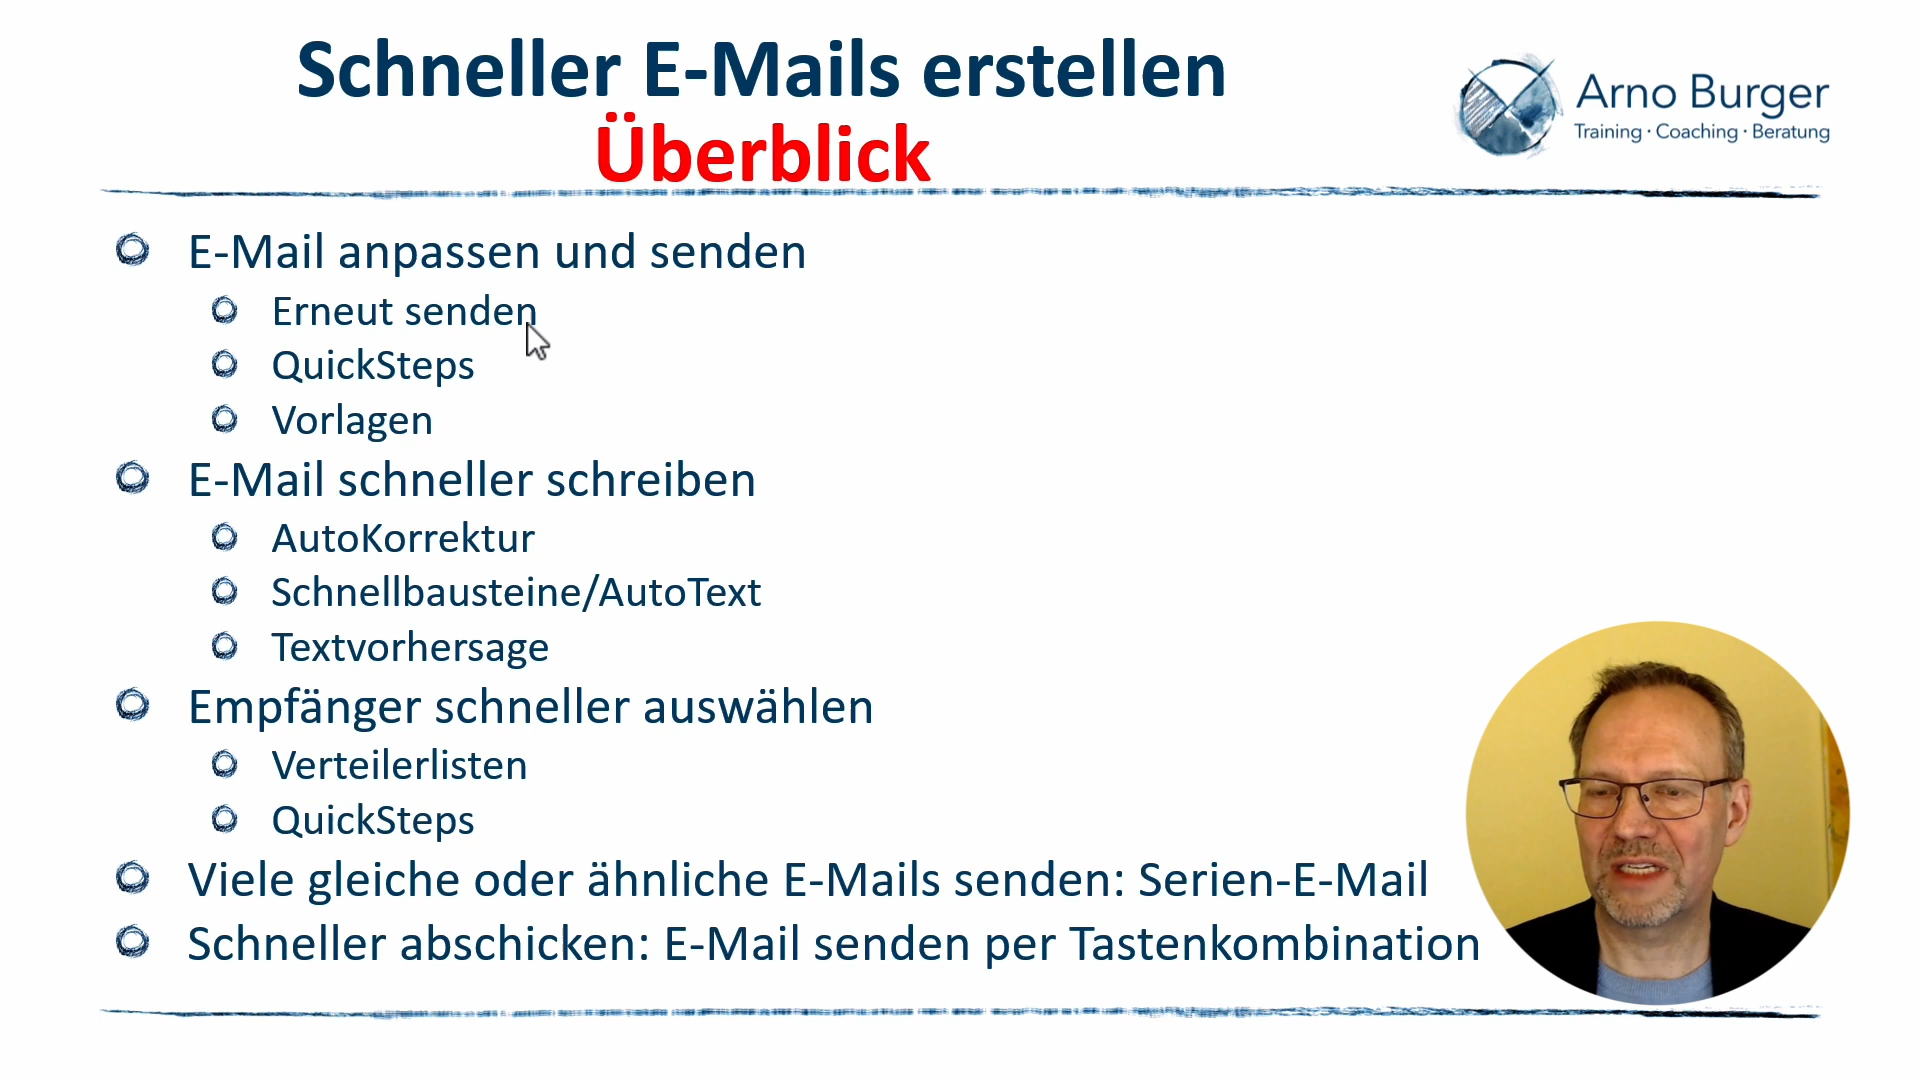 Schneller E-Mails erstellen
Überblick
Arno Burger
Training · Coaching · Beratung
E-Mail anpassen und senden
Erneut senden
QuickSteps
Vorlagen
E-Mail schneller schreiben
AutoKorrektur
Schnellbausteine/AutoText
Textvorhersage
Empfänger schneller auswählen
Verteilerlisten
QuickSteps
Viele gleiche oder ähnliche E-Mails senden: Serien-E-Mail
Schneller abschicken: E-Mail senden per Tastenkombination